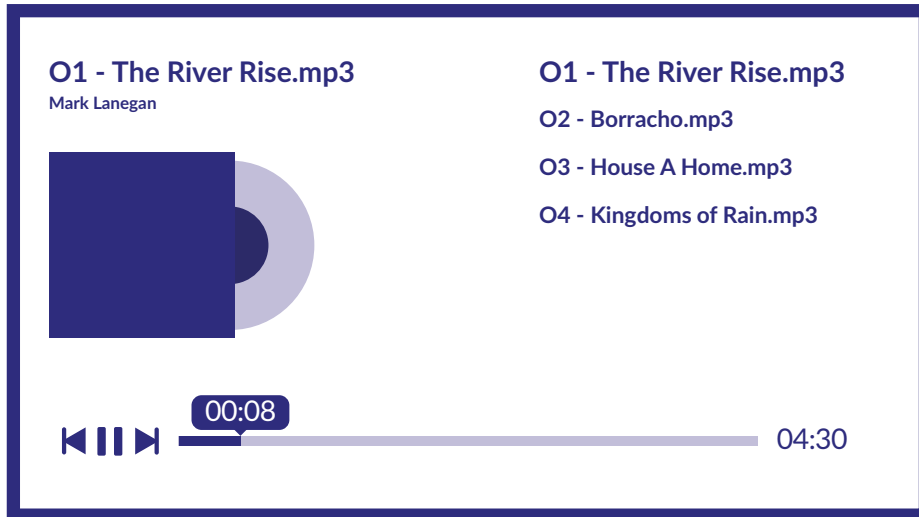 O1 - The River Rise.mp3
Mark Lanegan
O1 - The River Rise.mp3
O2 - Borracho.mp3
O3 - House A Home.mp3
O4 - Kingdoms of Rain.mp3
00:08
04:30